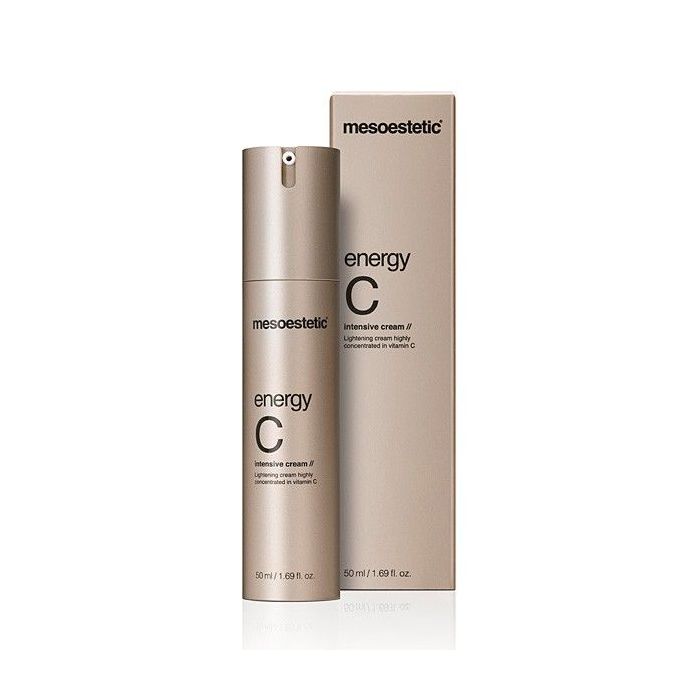 mesoestetic®
energy
C
intensive cream //
Lightening cream highly
concentrated in vitamin C
50 ml / 1.69 fl. oz.
mesoestetic®
energy
C
intensive cream //
Lightening cream highly
concentrated in vitamin C
50 ml / 1.69 fl. oz.